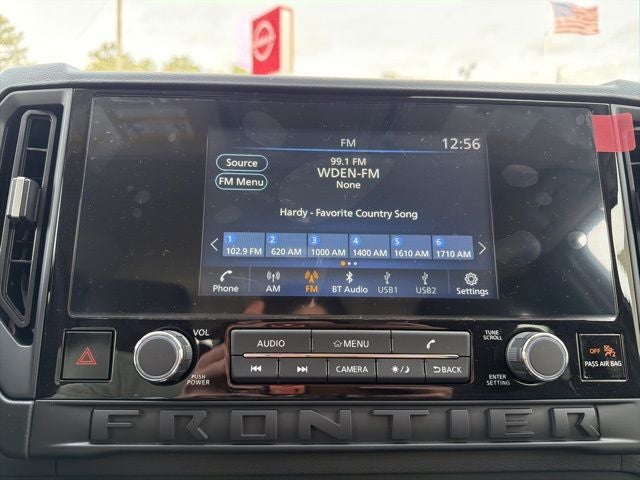 FM 12:56
Source 99.1 FM
WDEN-FM
FM Menu None
Hardy - Favorite Country Song
1 2 3 4 5 6
102.9 FM 620 AM 1000 AM 1400 AM 1610 AM 1710 AM
Phone AM FM BT Audio USB1 USB2 Settings
VOL AUDIO MENU TUNE SCROLL
OFF
PASS AIR BAG
PUSH POWER CAMERA BACK ENTER SETTING
FRONTIER